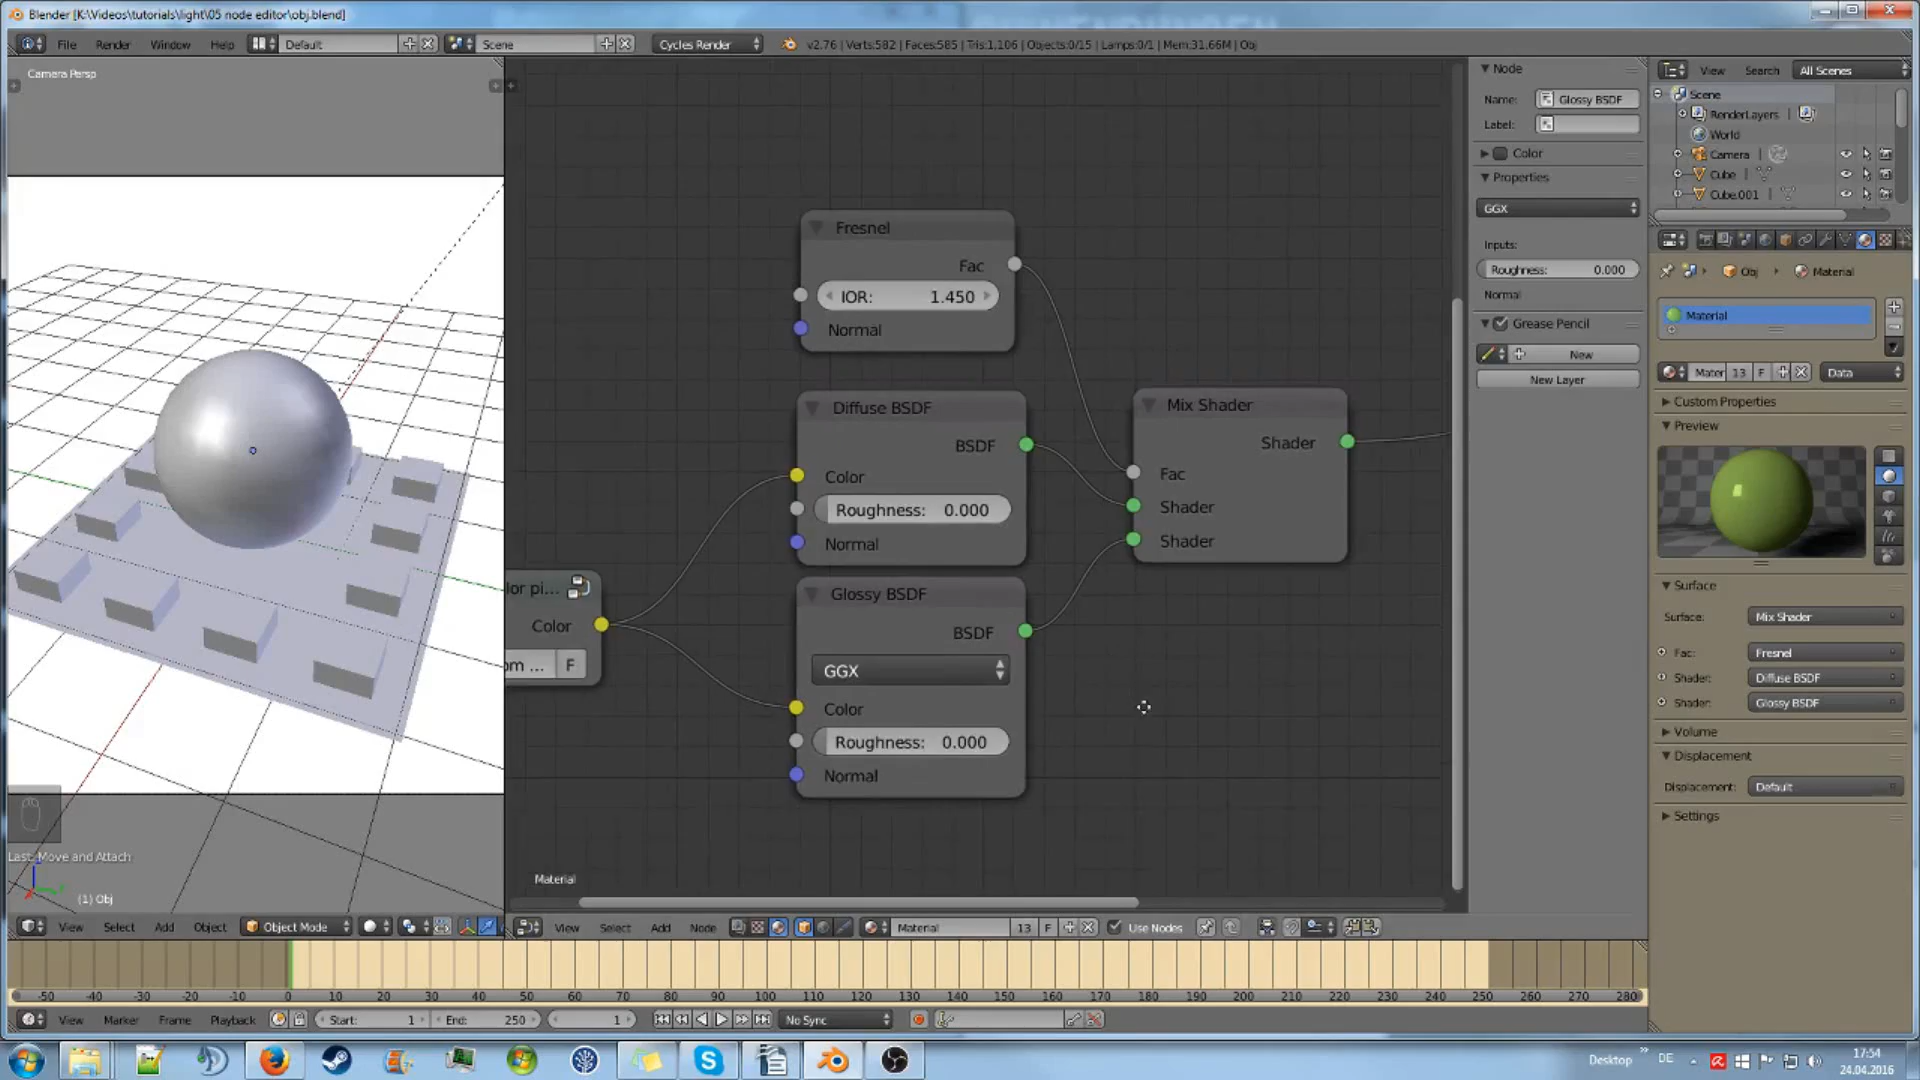 Blender [K:\Videos\tutorials\light\05 node editor\obj.blend]
File Render Window Help Default Scene Cycles Render v2.76 | Verts:582 | Faces:585 | Tris:1,106 | Objects:0/15 | Lamps:0/1 | Mem:31.66M | Obj
Camera Persp
Last: Move and Attach
(1) Obj
View Select Add Object Object Mode
Fresnel
Fac
IOR: 1.450
Normal
Diffuse BSDF
BSDF
Color
Roughness: 0.000
Normal
Glossy BSDF
BSDF
GGX
Color
Roughness: 0.000
Normal
Mix Shader
Shader
Fac
Shader
Shader
lor pi...
Color
om ... F
Material
View Select Add Node Material 13 F Use Nodes
Node
Name: Glossy BSDF
Label:
Color
Properties
GGX
Inputs:
Roughness: 0.000
Normal
Grease Pencil
New
New Layer
View Search All Scenes
Scene
RenderLayers
World
Camera
Cube
Cube.001
Obj Material
Material
Mater 13 F Data
Custom Properties
Preview
Surface
Surface: Mix Shader
Fac: Fresnel
Shader: Diffuse BSDF
Shader: Glossy BSDF
Volume
Displacement
Displacement: Default
Settings
-50 -40 -30 -20 -10 0 10 20 30 40 50 60 70 80 90 100 110 120 130 140 150 160 170 180 190 200 210 220 230 240 250 260 270 280
View Marker Frame Playback Start: 1 End: 250 1 No Sync
Desktop DE 17:54
24.04.2016